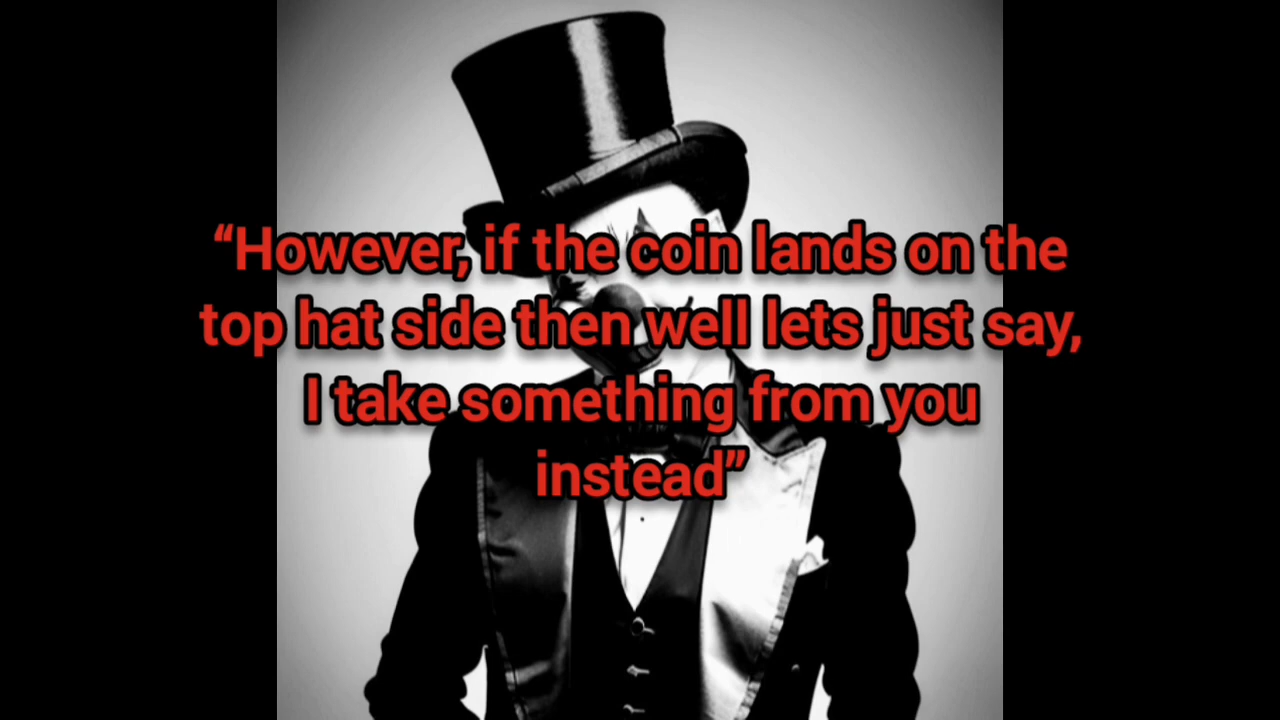 “However, if the coin lands on the
top hat side then well lets just say,
I take something from you
instead”